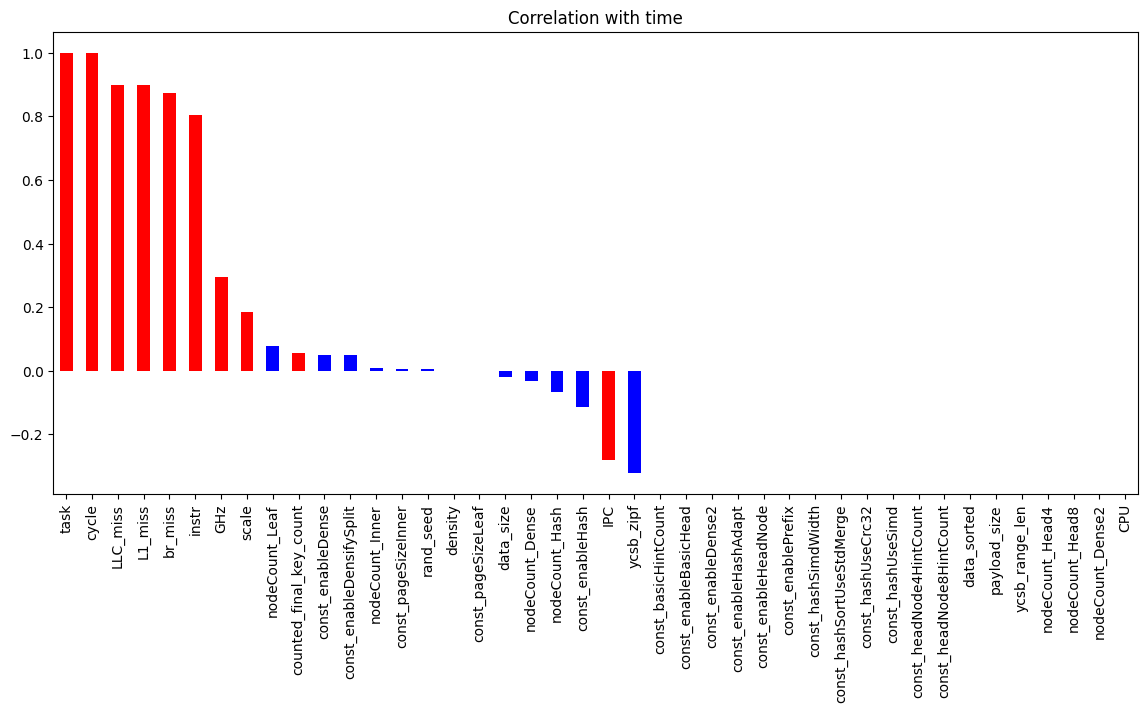 Correlation with time
1.0
0.8
0.6
0.4
0.2
0.0
−0.2
task
cycle
LLC_miss
L1_miss
br_miss
instr
GHz
scale
nodeCount_Leaf
counted_final_key_count
const_enableDense
const_enableDensifySplit
nodeCount_Inner
const_pageSizeInner
rand_seed
density
const_pageSizeLeaf
data_size
nodeCount_Dense
nodeCount_Hash
const_enableHash
IPC
ycsb_zipf
const_basicHintCount
const_enableBasicHead
const_enableDense2
const_enableHashAdapt
const_enableHeadNode
const_enablePrefix
const_hashSimdWidth
const_hashSortUseStdMerge
const_hashUseCrc32
const_hashUseSimd
const_headNode4HintCount
const_headNode8HintCount
data_sorted
payload_size
ycsb_range_len
nodeCount_Head4
nodeCount_Head8
nodeCount_Dense2
CPU